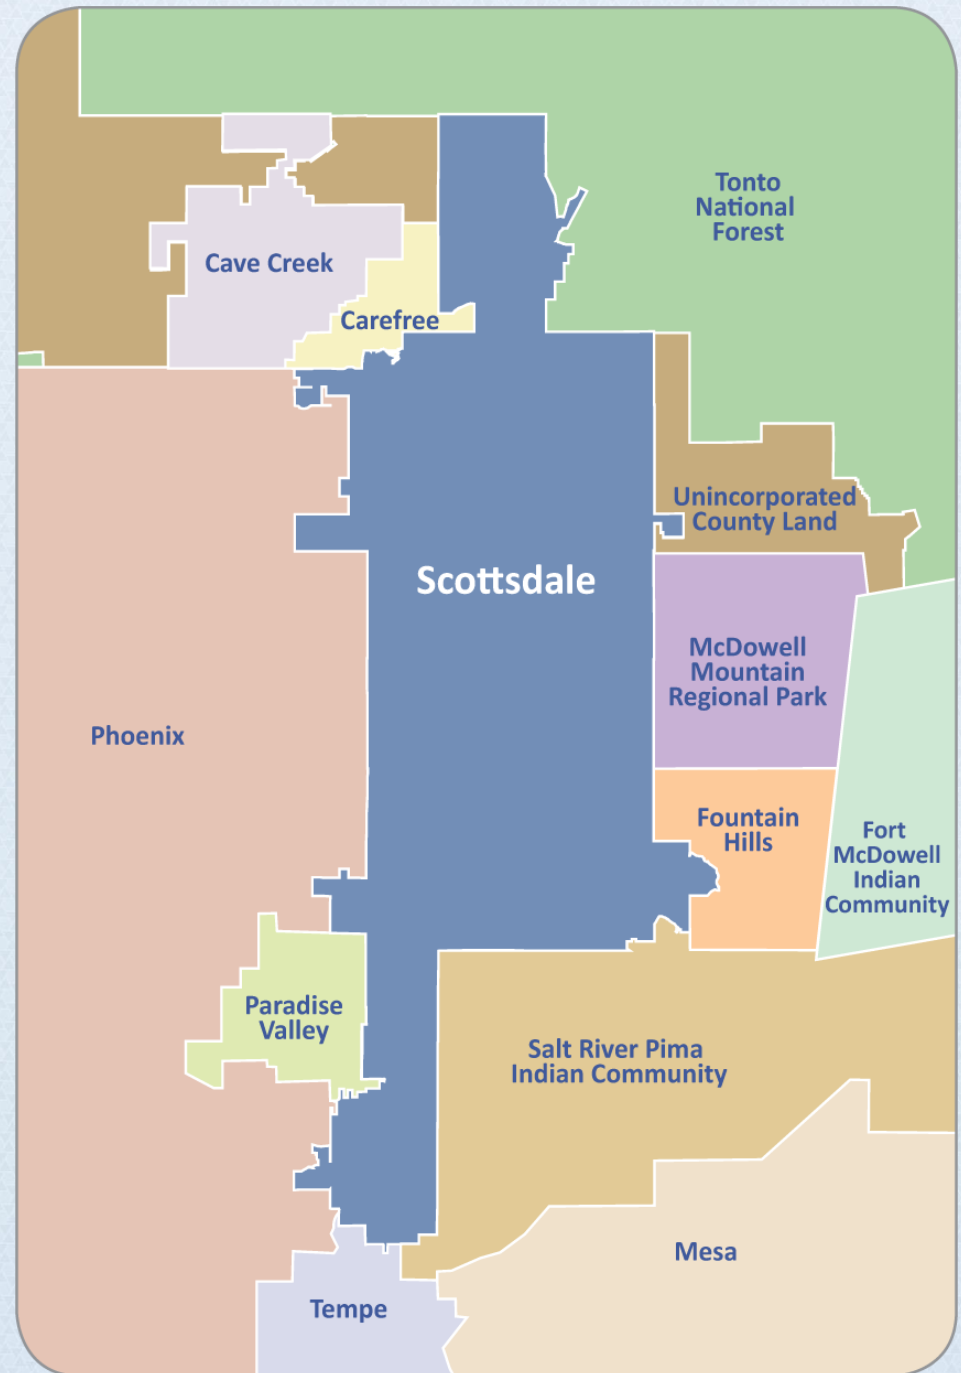 Tonto
National
Forest
Cave Creek
Carefree
Unincorporated
County Land
Scottsdale
McDowell
Mountain
Regional Park
Phoenix
Fountain
Hills
Fort
McDowell
Indian
Community
Paradise
Valley
Salt River Pima
Indian Community
Mesa
Tempe